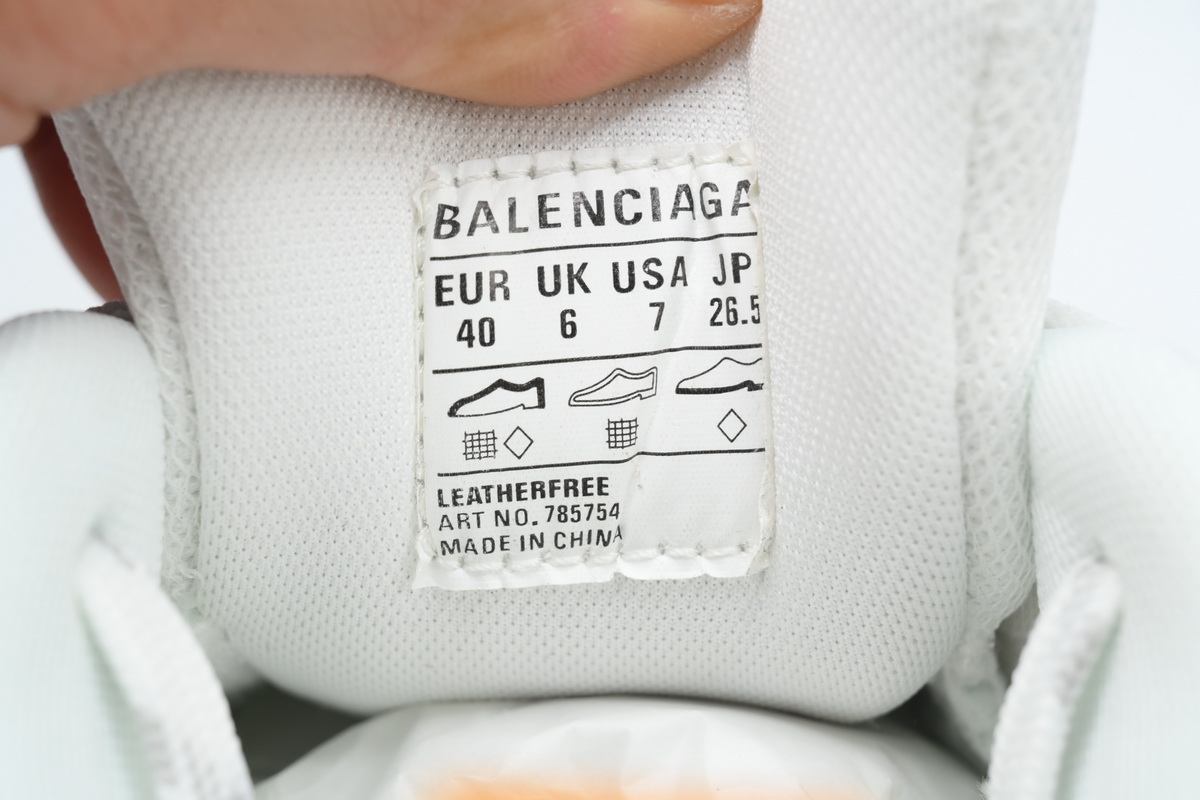 BALENCIAGA
EUR UK USA JP
40 6 7 26.5
LEATHERFREE
ART NO. 785754
MADE IN CHINA